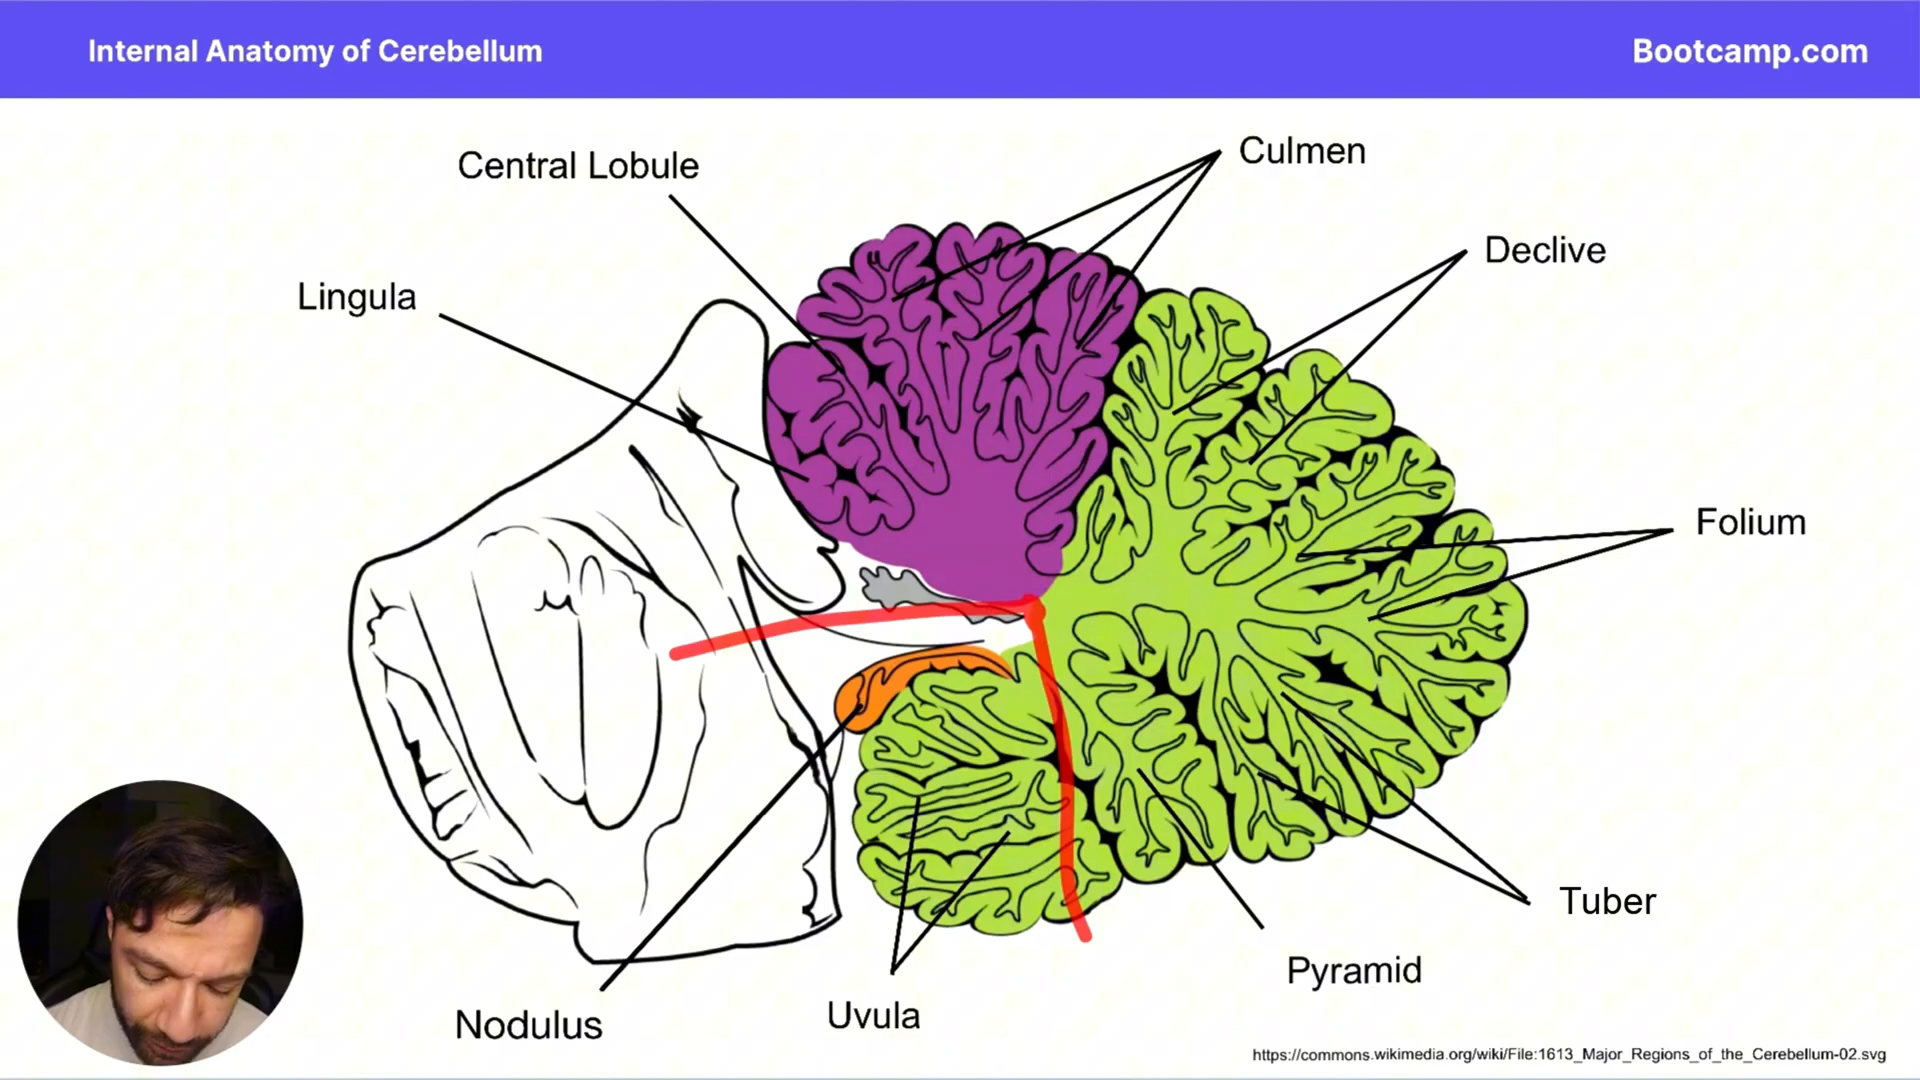 Internal Anatomy of Cerebellum
Bootcamp.com
Central Lobule
Culmen
Declive
Lingula
Folium
Tuber
Pyramid
Uvula
Nodulus
https://commons.wikimedia.org/wiki/File:1613_Major_Regions_of_the_Cerebellum-02.svg